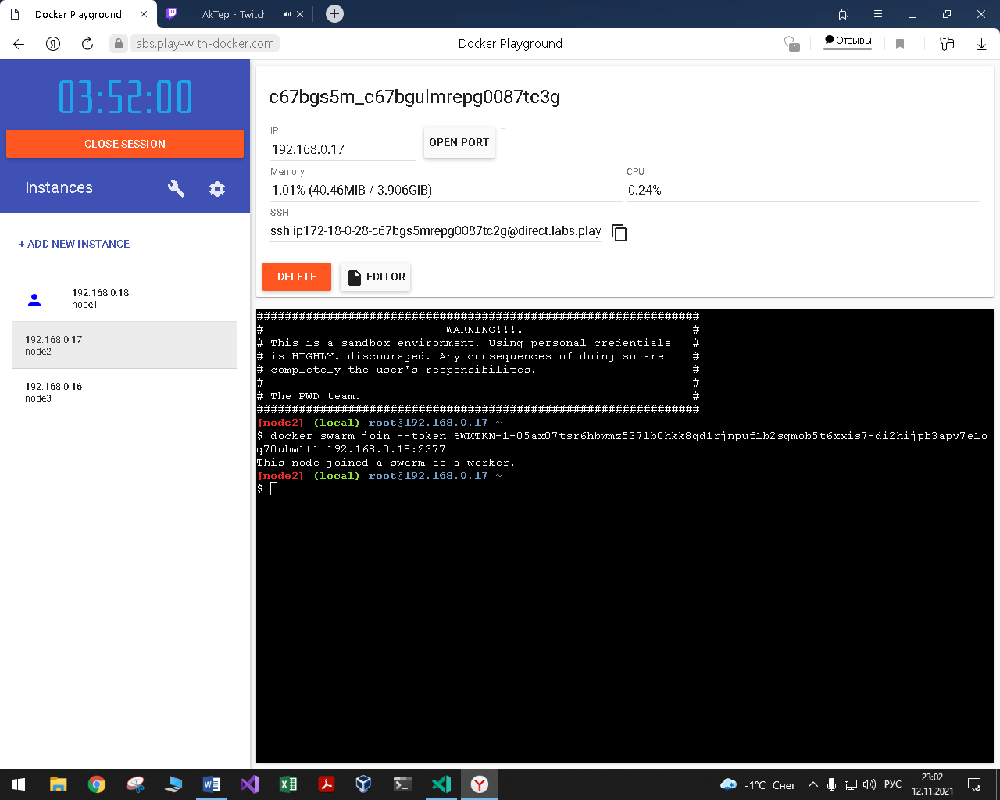 Docker Playground
AkTep - Twitch
labs.play-with-docker.com
Docker Playground
1
Отзывы
03:52:00
CLOSE SESSION
Instances
+ ADD NEW INSTANCE
192.168.0.18
node1
192.168.0.17
node2
192.168.0.16
node3
c67bgs5m_c67bgulmrepg0087tc3g
IP
192.168.0.17
OPEN PORT
Memory
1.01% (40.46MiB / 3.906GiB)
CPU
0.24%
SSH
ssh ip172-18-0-28-c67bgs5mrepg0087tc2g@direct.labs.play
DELETE
EDITOR
###############################################################
# WARNING!!!! #
# This is a sandbox environment. Using personal credentials #
# is HIGHLY! discouraged. Any consequences of doing so are #
# completely the user's responsibilites. #
# #
# The PWD team. #
###############################################################
[node2] (local) root@192.168.0.17 ~
$ docker swarm join --token SWMTKN-1-05ax07tsr6hbwmz537lb0hkk8qd1rjnpuf1b2sqmob5t6xxis7-di2hijpb3apv7e1o
q70ubw1t1 192.168.0.18:2377
This node joined a swarm as a worker.
[node2] (local) root@192.168.0.17 ~
$
-1°C Снег
РУС
23:02
12.11.2021